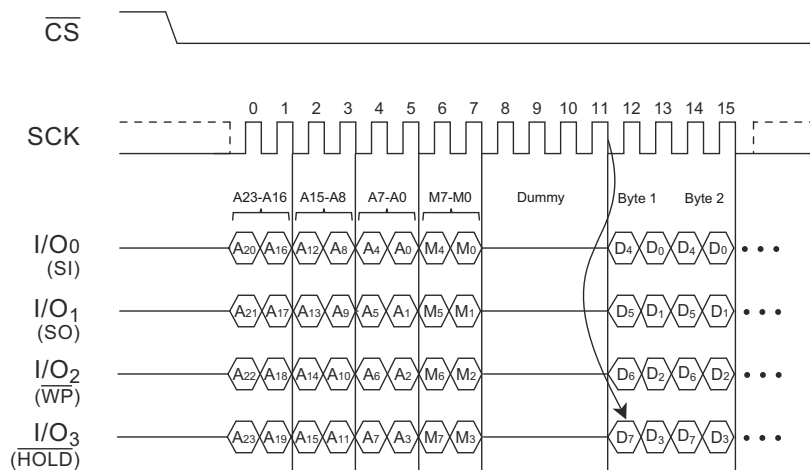 CS
0 1 2 3 4 5 6 7 8 9 10 11 12 13 14 15
SCK
A23-A16 A15-A8 A7-A0 M7-M0 Dummy Byte 1 Byte 2
I/O0 A20 A16 A12 A8 A4 A0 M4 M0 D4 D0 D4 D0 • • •
(SI)
I/O1 A21 A17 A13 A9 A5 A1 M5 M1 D5 D1 D5 D1 • • •
(SO)
I/O2 A22 A18 A14 A10 A6 A2 M6 M2 D6 D2 D6 D2 • • •
(WP)
I/O3 A23 A19 A15 A11 A7 A3 M7 M3 D7 D3 D7 D3 • • •
(HOLD)